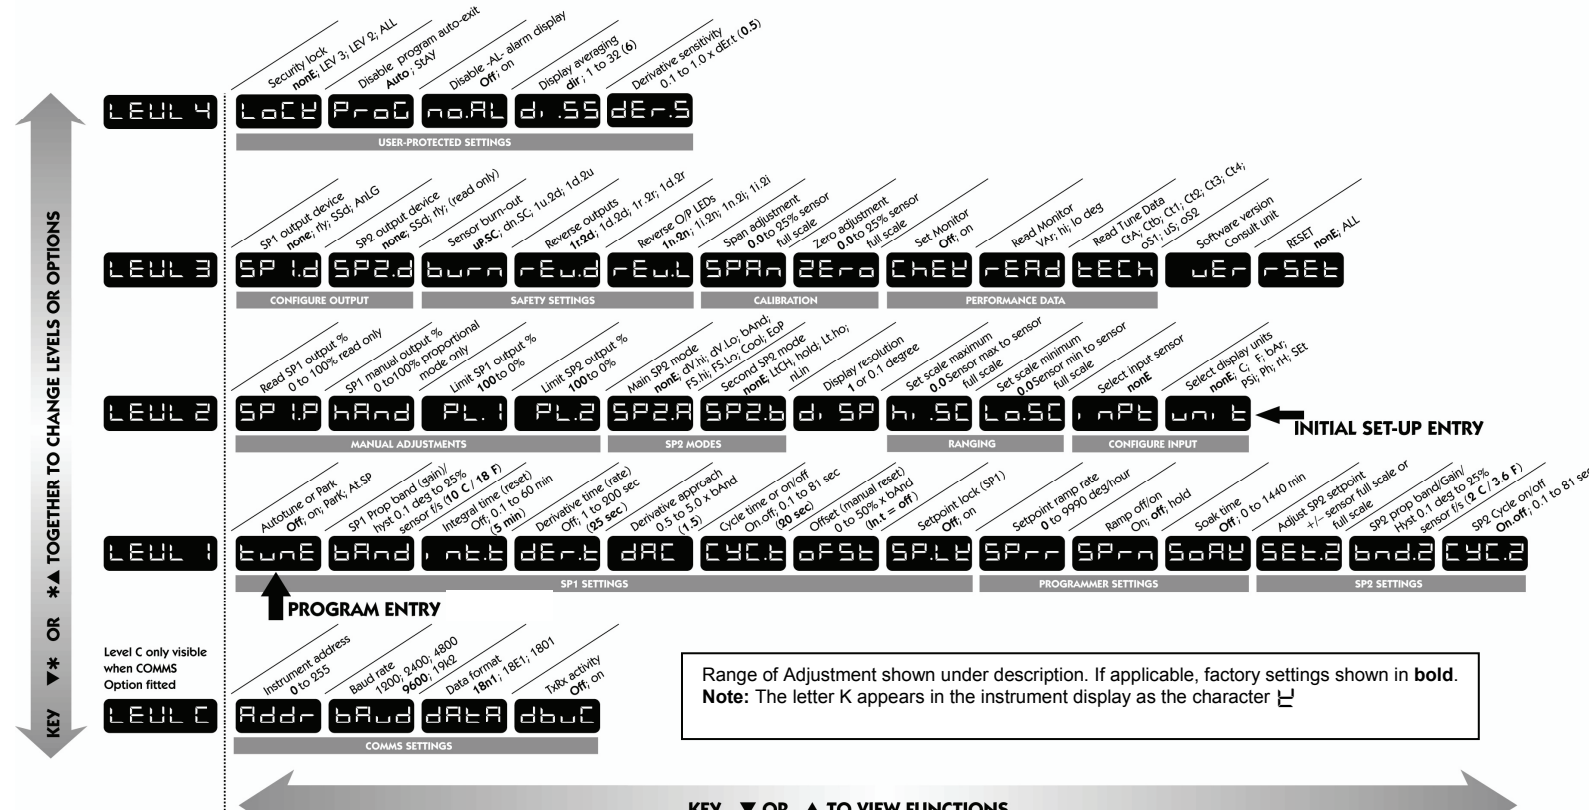 LEVL 4
Security lock
nonE; LEV 3; LEV 2; ALL
LoCK
Disable program auto-exit
Auto; StAY
ProG
Disable -AL- alarm display
Off; on
no.AL
Display averaging
dir; 1 to 32 (6)
di.SS
Derivative sensitivity
0.1 to 1.0 x dEr.t (0.5)
dEr.S
USER-PROTECTED SETTINGS
LEVL 3
SP1 output device
none; rly; SSd; AnLG
SP1.d
SP2 output device
none; SSd; rly; (read only)
SP2.d
CONFIGURE OUTPUT
Sensor burn-out
uP.SC; dn.SC; 1u.2d; 1d.2u
burn
Reverse outputs
1r.2d; 1d.2d; 1r.2r; 1d.2r
rEv.d
Reverse O/P LEDs
1n.2n; 1i.2n; 1n.2i; 1i.2i
rEv.L
SAFETY SETTINGS
Span adjustment
0.0 to 25% sensor
full scale
SPAn
Zero adjustment
0.0 to 25% sensor
full scale
ZEro
CALIBRATION
Set Monitor
Off; on
ChEK
Read Monitor
VAr; hi; lo deg
rEAd
Read Tune Data
CtA; Ctb; Ct1; Ct2; Ct3; Ct4;
oS1; uS; oS2
tECh
PERFORMANCE DATA
Software version
Consult unit
vEr
RESET
nonE; ALL
rSEt
LEVL 2
Read SP1 output %
0 to 100% read only
SP1.P
SP1 manual output %
0 to100% proportional
mode only
hAnd
Limit SP1 output %
100 to 0%
PL.1
Limit SP2 output %
100 to 0%
PL.2
MANUAL ADJUSTMENTS
Main SP2 mode
nonE; dV.hi; dV.Lo; bAnd;
FS.hi; FS.Lo; Cool; EoP
SP2.A
Second SP2 mode
nonE; LtCH, hold; Lt.ho;
nLin
SP2.b
SP2 MODES
Display resolution
1 or 0.1 degree
diSP
Set scale maximum
0.0 Sensor max to sensor
full scale
hi.SC
Set scale minimum
0.0 Sensor min to sensor
full scale
Lo.SC
RANGING
Select input sensor
nonE
inPt
Select display units
nonE; C; F; bAr;
PSi; Ph; rH; SEt
unit
CONFIGURE INPUT
INITIAL SET-UP ENTRY
LEVL 1
Autotune or Park
Off; on; ParK; At.SP
tunE
SP1 Prop band (gain)/
hyst 0.1 deg to 25%
sensor f/s (10 C / 18 F)
bAnd
Integral time (reset)
Off; 0.1 to 60 min
(5 min)
int.t
Derivative time (rate)
Off; 1 to 200 sec
(25 sec)
dEr.t
Derivative approach
0.5 to 5.0 x bAnd
(1.5)
dAC
Cycle time or on/off
On.off; 0.1 to 81 sec
(20 sec)
CYC.t
Offset (manual reset)
0 to 50% x bAnd
(In.t = off)
oFSt
Setpoint lock (SP1)
Off; on
SP.LK
SP1 SETTINGS
Setpoint ramp rate
0 to 9990 deg/hour
SPrr
Ramp off/on
On; off; hold
SPrn
Soak time
Off; 0 to 1440 min
SoAK
PROGRAMMER SETTINGS
Adjust SP2 setpoint
+/– sensor full scale or
full scale
SEt.2
SP2 prop band/Gain/
Hyst 0.1 deg to 25%
sensor f/s (2 C / 3.6 F)
bnd.2
SP2 Cycle on/off
On.off; 0.1 to 81 sec
CYC.2
SP2 SETTINGS
PROGRAM ENTRY
Level C only visible
when COMMS
Option fitted
LEVL C
Instrument address
0 to 255
Addr
Baud rate
1200; 2400; 4800
9600; 19k2
bAud
Data format
18n1; 18E1; 18O1
dAtA
TxRx activity
Off; on
dbuC
COMMS SETTINGS
Range of Adjustment shown under description. If applicable, factory settings shown in bold.
Note: The letter K appears in the instrument display as the character
KEY ▼✱ OR ✱▲ TOGETHER TO CHANGE LEVELS OR OPTIONS
KEY ▼ OR ▲ TO VIEW FUNCTIONS